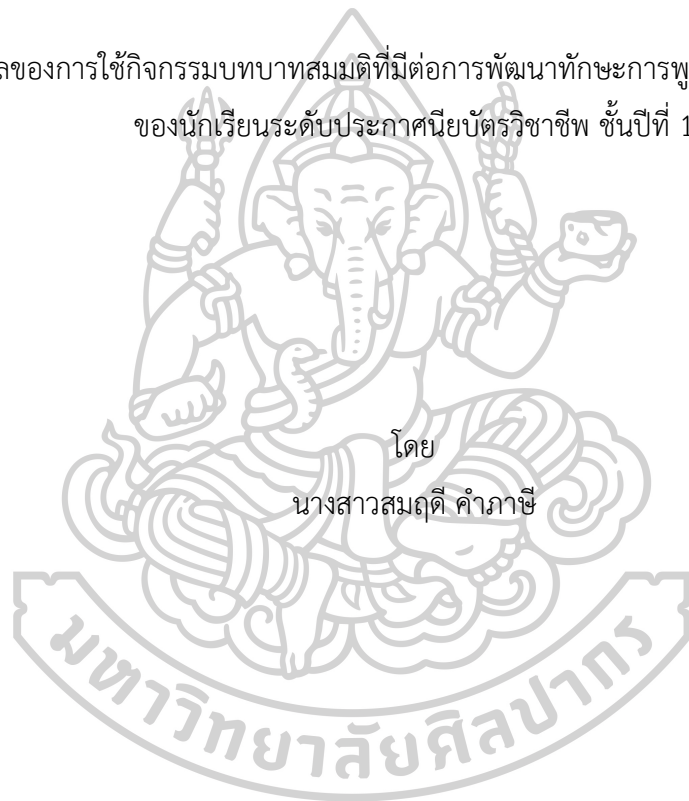 ลของการใช้กิจกรรมบทบาทสมมติที่มีต่อการพัฒนาทักษะการพู
ของนักเรียนระดับประกาศนียบัตรวิชาชีพ ชั้นปีที่ 1
โดย
นางสาวสมฤดี คำภาษี
มหาวิทยาลัยศิลปากร